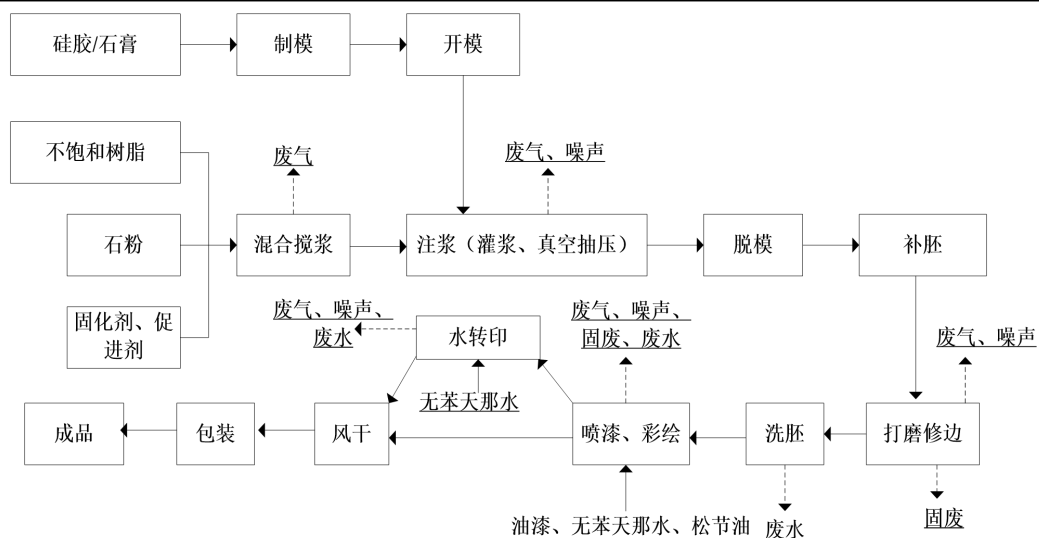 硅胶/石膏
制模
开模
不饱和树脂
废气
废气、噪声
石粉
混合搅浆
注浆（灌浆、真空抽压）
脱模
补胚
固化剂、促
进剂
废气、噪声、
废水
水转印
废气、噪声、
固废、废水
废气、噪声
无苯天那水
成品
包装
风干
喷漆、彩绘
洗胚
打磨修边
油漆、无苯天那水、松节油
废水
固废